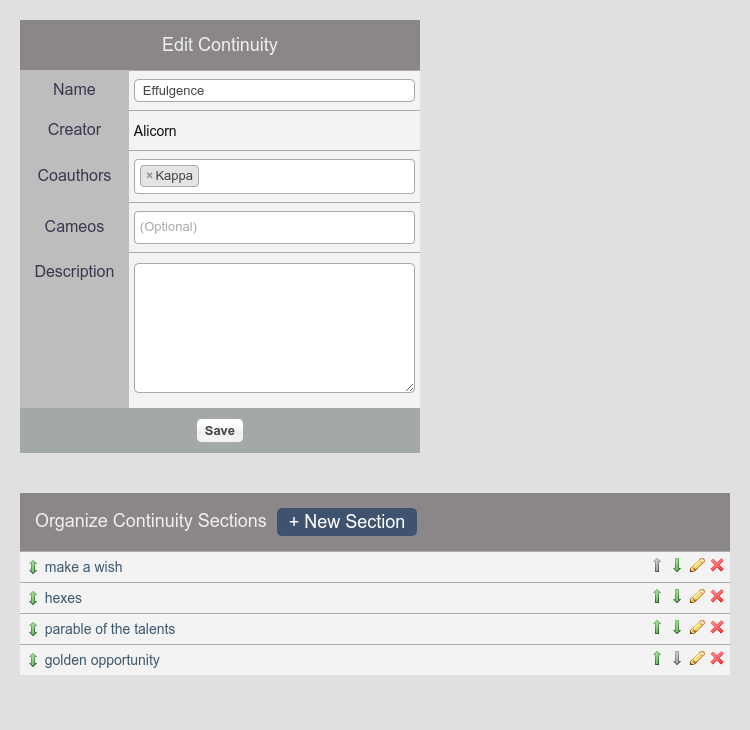 Edit Continuity
Name
Effulgence
Creator
Alicorn
Coauthors
× Kappa
Cameos
(Optional)
Description
Save
Organize Continuity Sections
+ New Section
make a wish
hexes
parable of the talents
golden opportunity